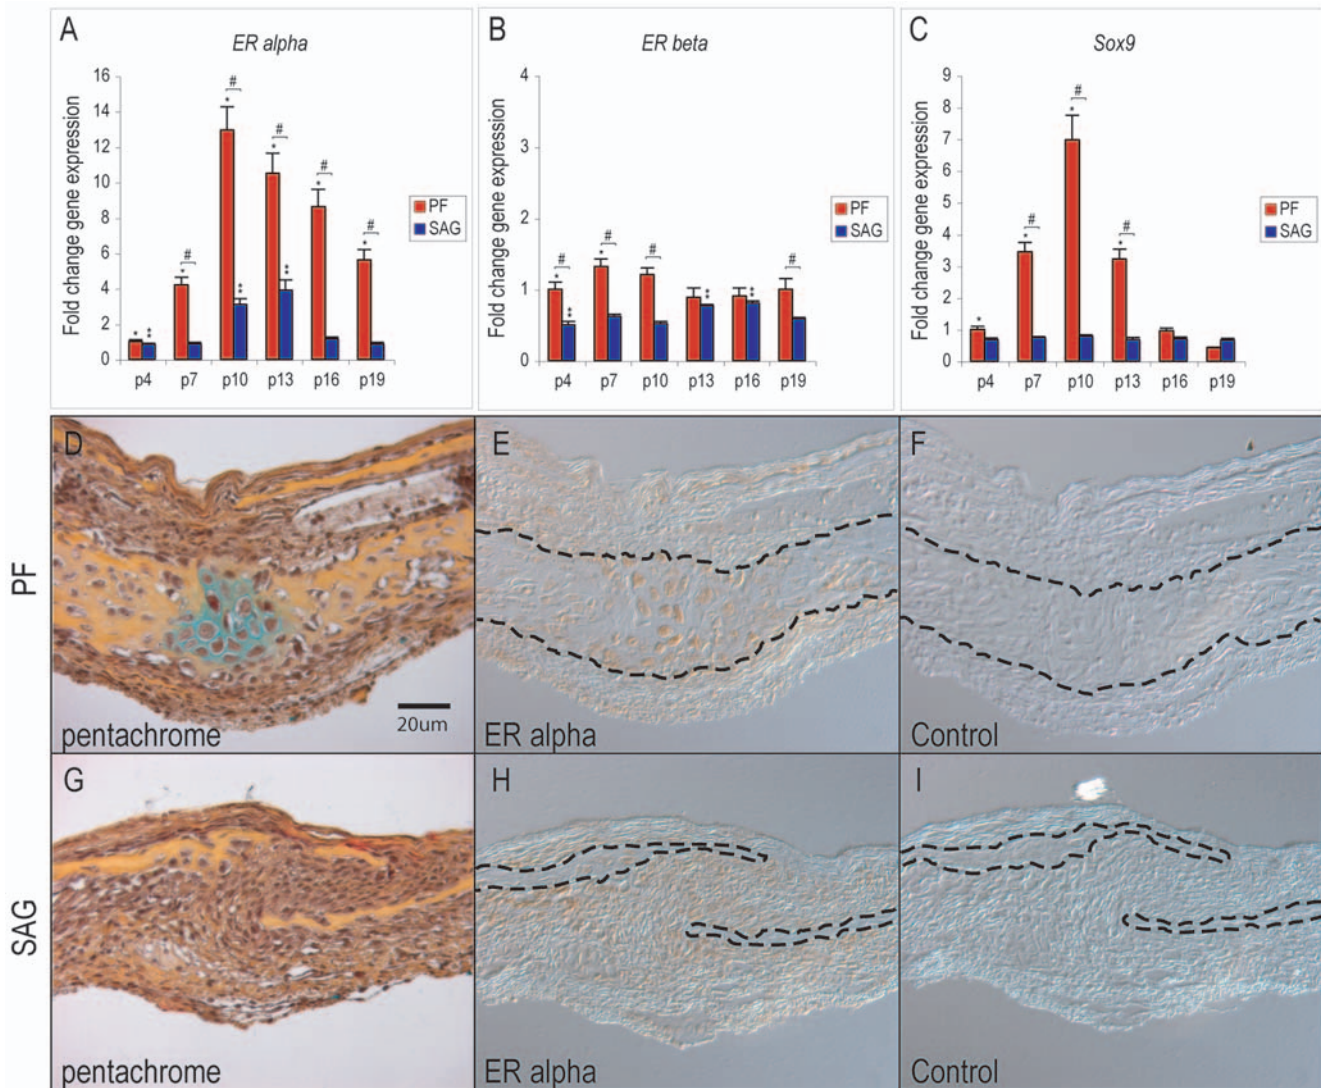 A
ER alpha
Fold change gene expression
16
14
12
10
8
6
4
2
0
* ‡
* #
* # ‡
* # ‡
* #
* #
p4 p7 p10 p13 p16 p19
PF
SAG
B
ER beta
Fold change gene expression
4
3
2
1
0
* # ‡
* #
#
‡
‡
#
p4 p7 p10 p13 p16 p19
PF
SAG
C
Sox9
Fold change gene expression
9
8
7
6
5
4
3
2
1
0
*
* #
* #
* #
p4 p7 p10 p13 p16 p19
PF
SAG
PF
D
20um
pentachrome
E
ER alpha
F
Control
SAG
G
pentachrome
H
ER alpha
I
Control